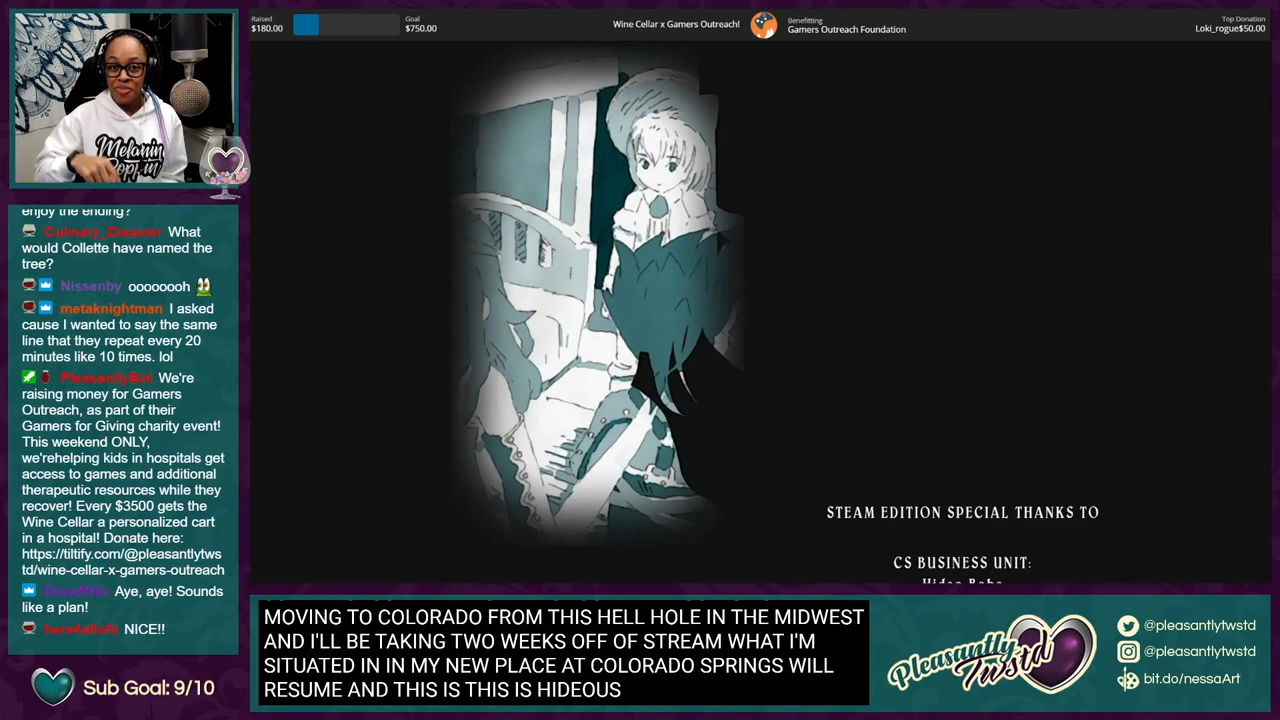 Raised
$180.00
Goal
$750.00
Wine Cellar x Gamers Outreach!
Benefitting
Gamers Outreach Foundation
Top Donation
Loki_rogue$50.00
Melanin
Poppin
enjoy the ending?
Culinary_Disaster What
would Collette have named the
tree?
Nissenby oooooooh
metaknightman I asked
cause I wanted to say the same
line that they repeat every 20
minutes like 10 times. lol
PleasantlyBot We're
raising money for Gamers
Outreach, as part of their
Gamers for Giving charity event!
This weekend ONLY,
we'rehelping kids in hospitals get
access to games and additional
therapeutic resources while they
recover! Every $3500 gets the
Wine Cellar a personalized cart
in a hospital! Donate here:
https://tiltify.com/@pleasantlytws
td/wine-cellar-x-gamers-outreach
Aye, aye! Sounds
like a plan!
NICE!!
Sub Goal: 9/10
STEAM EDITION SPECIAL THANKS TO
CS BUSINESS UNIT:
MOVING TO COLORADO FROM THIS HELL HOLE IN THE MIDWEST
AND I'LL BE TAKING TWO WEEKS OFF OF STREAM WHAT I'M
SITUATED IN IN MY NEW PLACE AT COLORADO SPRINGS WILL
RESUME AND THIS IS THIS IS HIDEOUS
Pleasantly
Twstd
@pleasantlytwstd
@pleasantlytwstd
bit.do/nessaArt